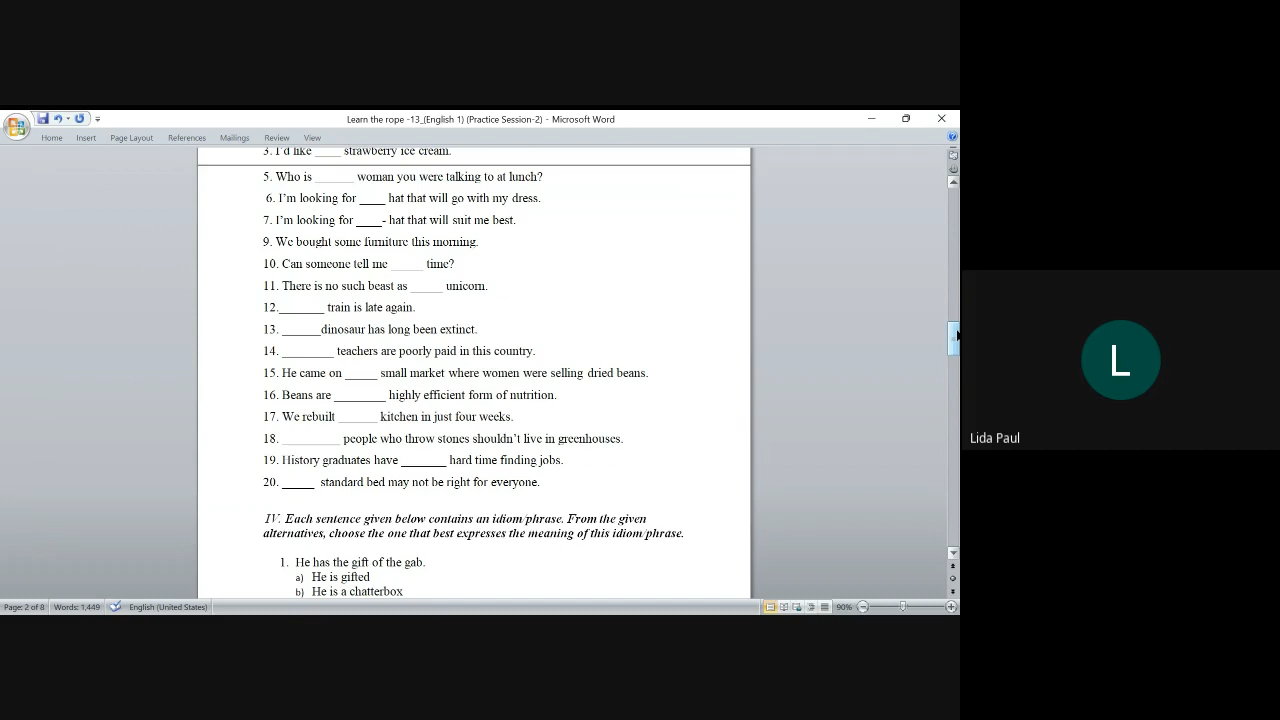 Learn the rope -13_(English 1) (Practice Session-2) - Microsoft Word
Home Insert Page Layout References Mailings Review View
3. I'd like ____ strawberry ice cream.
5. Who is ______ woman you were talking to at lunch?
6. I'm looking for ____ hat that will go with my dress.
7. I'm looking for ____- hat that will suit me best.
9. We bought some furniture this morning.
10. Can someone tell me _____ time?
11. There is no such beast as _____ unicorn.
12._______ train is late again.
13. ______dinosaur has long been extinct.
14. ________ teachers are poorly paid in this country.
15. He came on _____ small market where women were selling dried beans.
16. Beans are ________ highly efficient form of nutrition.
17. We rebuilt ______ kitchen in just four weeks.
18. _________ people who throw stones shouldn't live in greenhouses.
19. History graduates have _______ hard time finding jobs.
20. _____ standard bed may not be right for everyone.
IV. Each sentence given below contains an idiom/phrase. From the given
alternatives, choose the one that best expresses the meaning of this idiom/phrase.
1. He has the gift of the gab.
a) He is gifted
b) He is a chatterbox
Page: 2 of 8 Words: 1,449 English (United States) 90%
L
Lida Paul